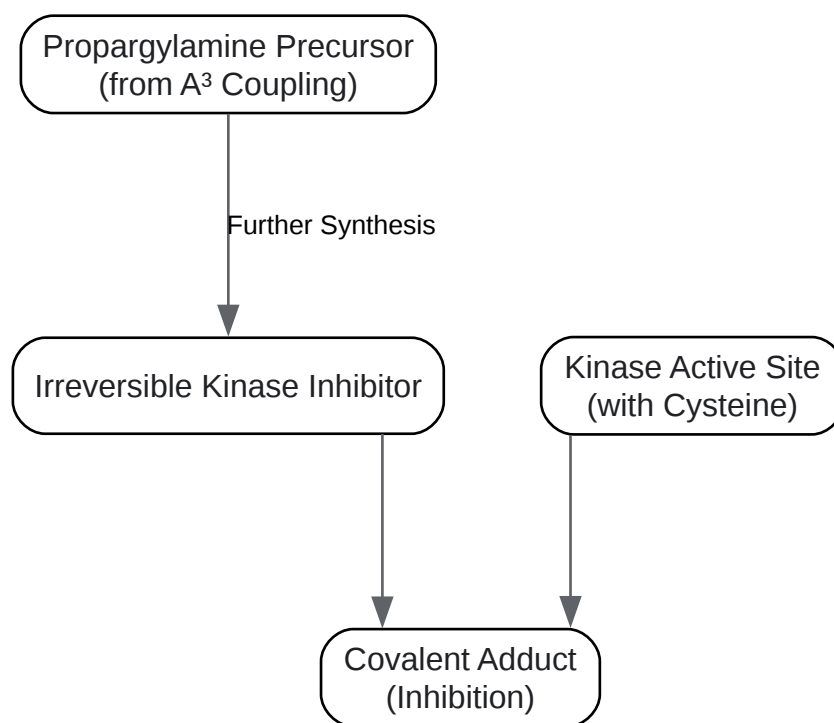 Propargylamine Precursor
(from A³ Coupling)
Further Synthesis
Irreversible Kinase Inhibitor
Kinase Active Site
(with Cysteine)
Covalent Adduct
(Inhibition)